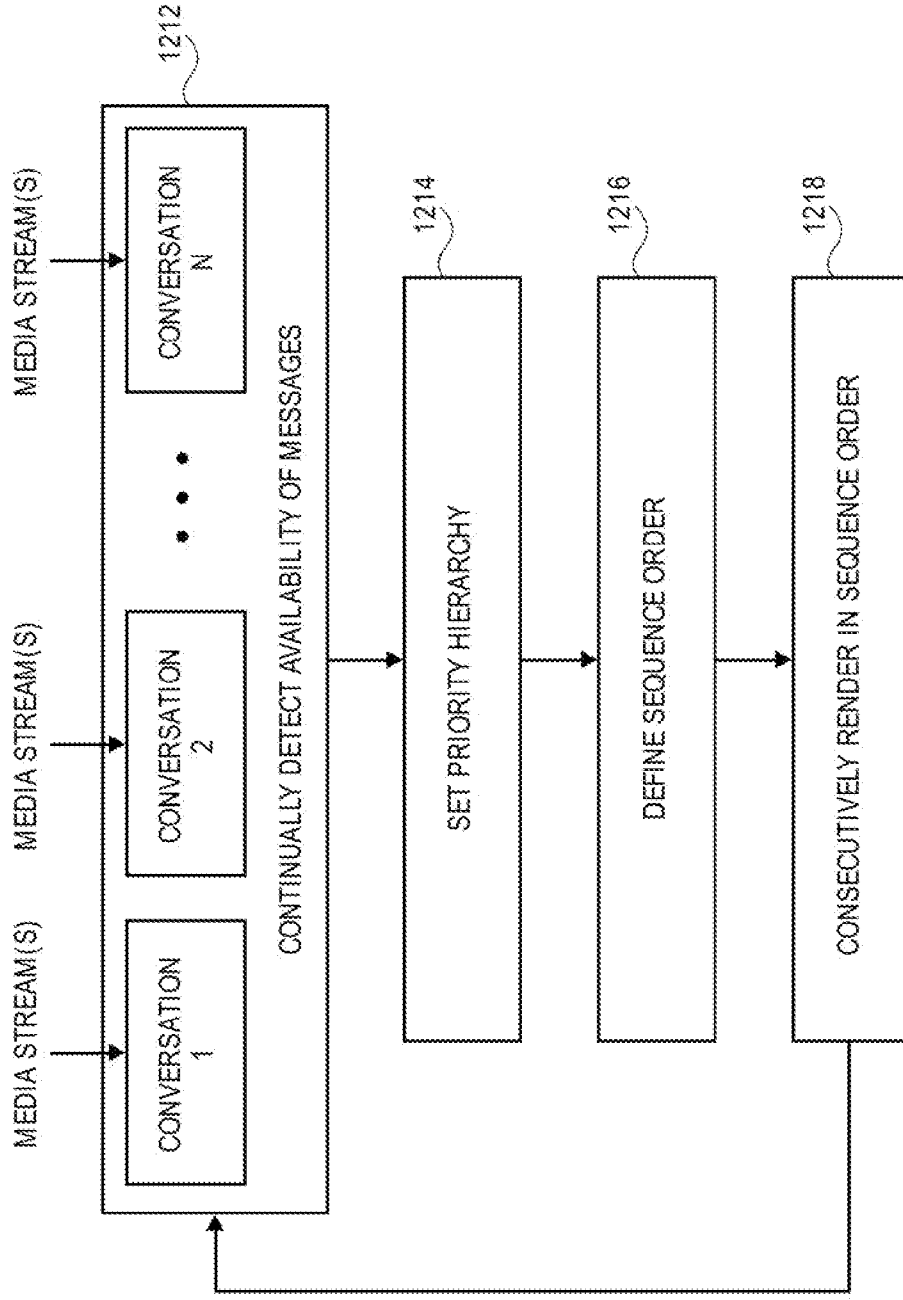 MEDIA STREAM(S)
MEDIA STREAM(S)
MEDIA STREAM(S)
1212
CONVERSATION
1
CONVERSATION
2
CONVERSATION
N
CONTINUALLY DETECT AVAILABILITY OF MESSAGES
1214
SET PRIORITY HIERARCHY
1216
DEFINE SEQUENCE ORDER
1218
CONSECUTIVELY RENDER IN SEQUENCE ORDER